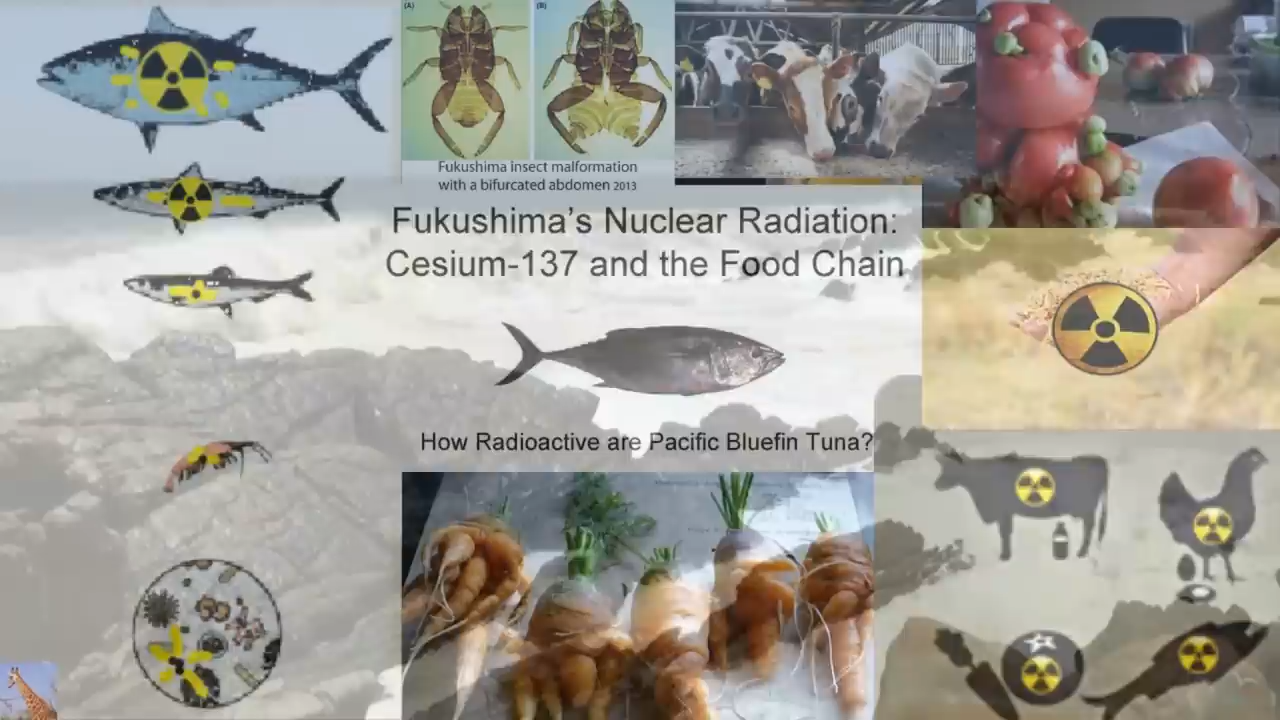 (A)
(B)
Fukushima insect malformation
with a bifurcated abdomen 2013
Fukushima's Nuclear Radiation:
Cesium-137 and the Food Chain
How Radioactive are Pacific Bluefin Tuna?